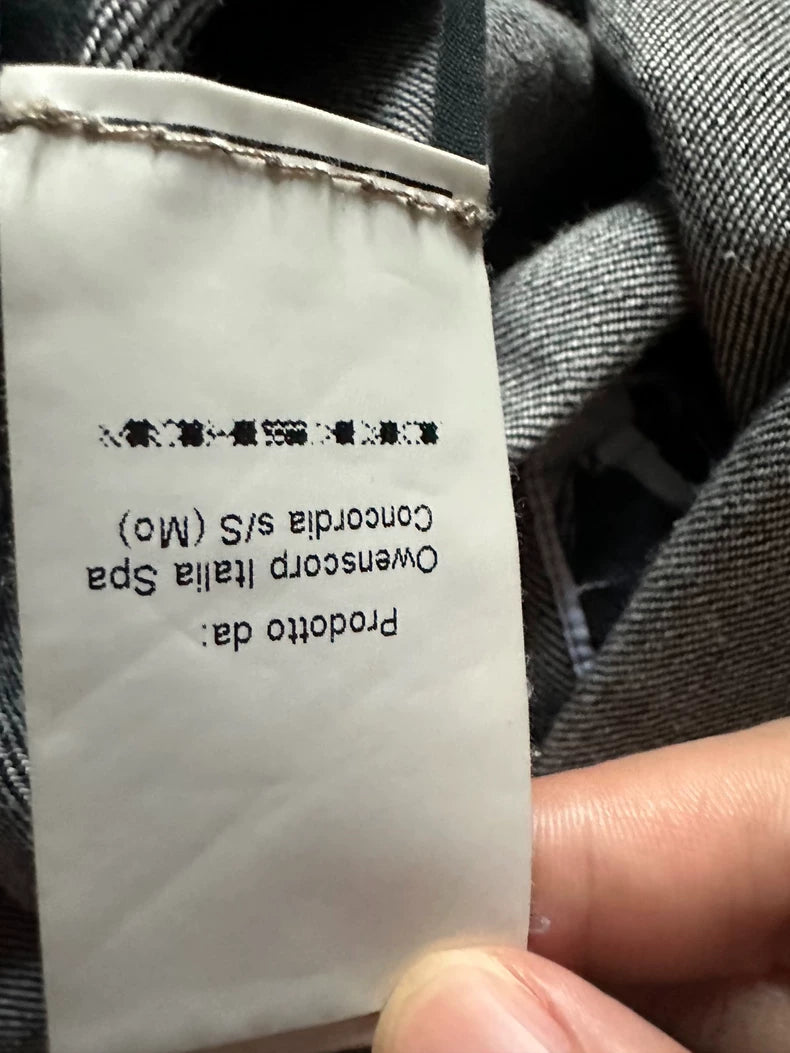 Prodotto da:
Owenscorp Italia Spa
Concordia s/S (Mo)